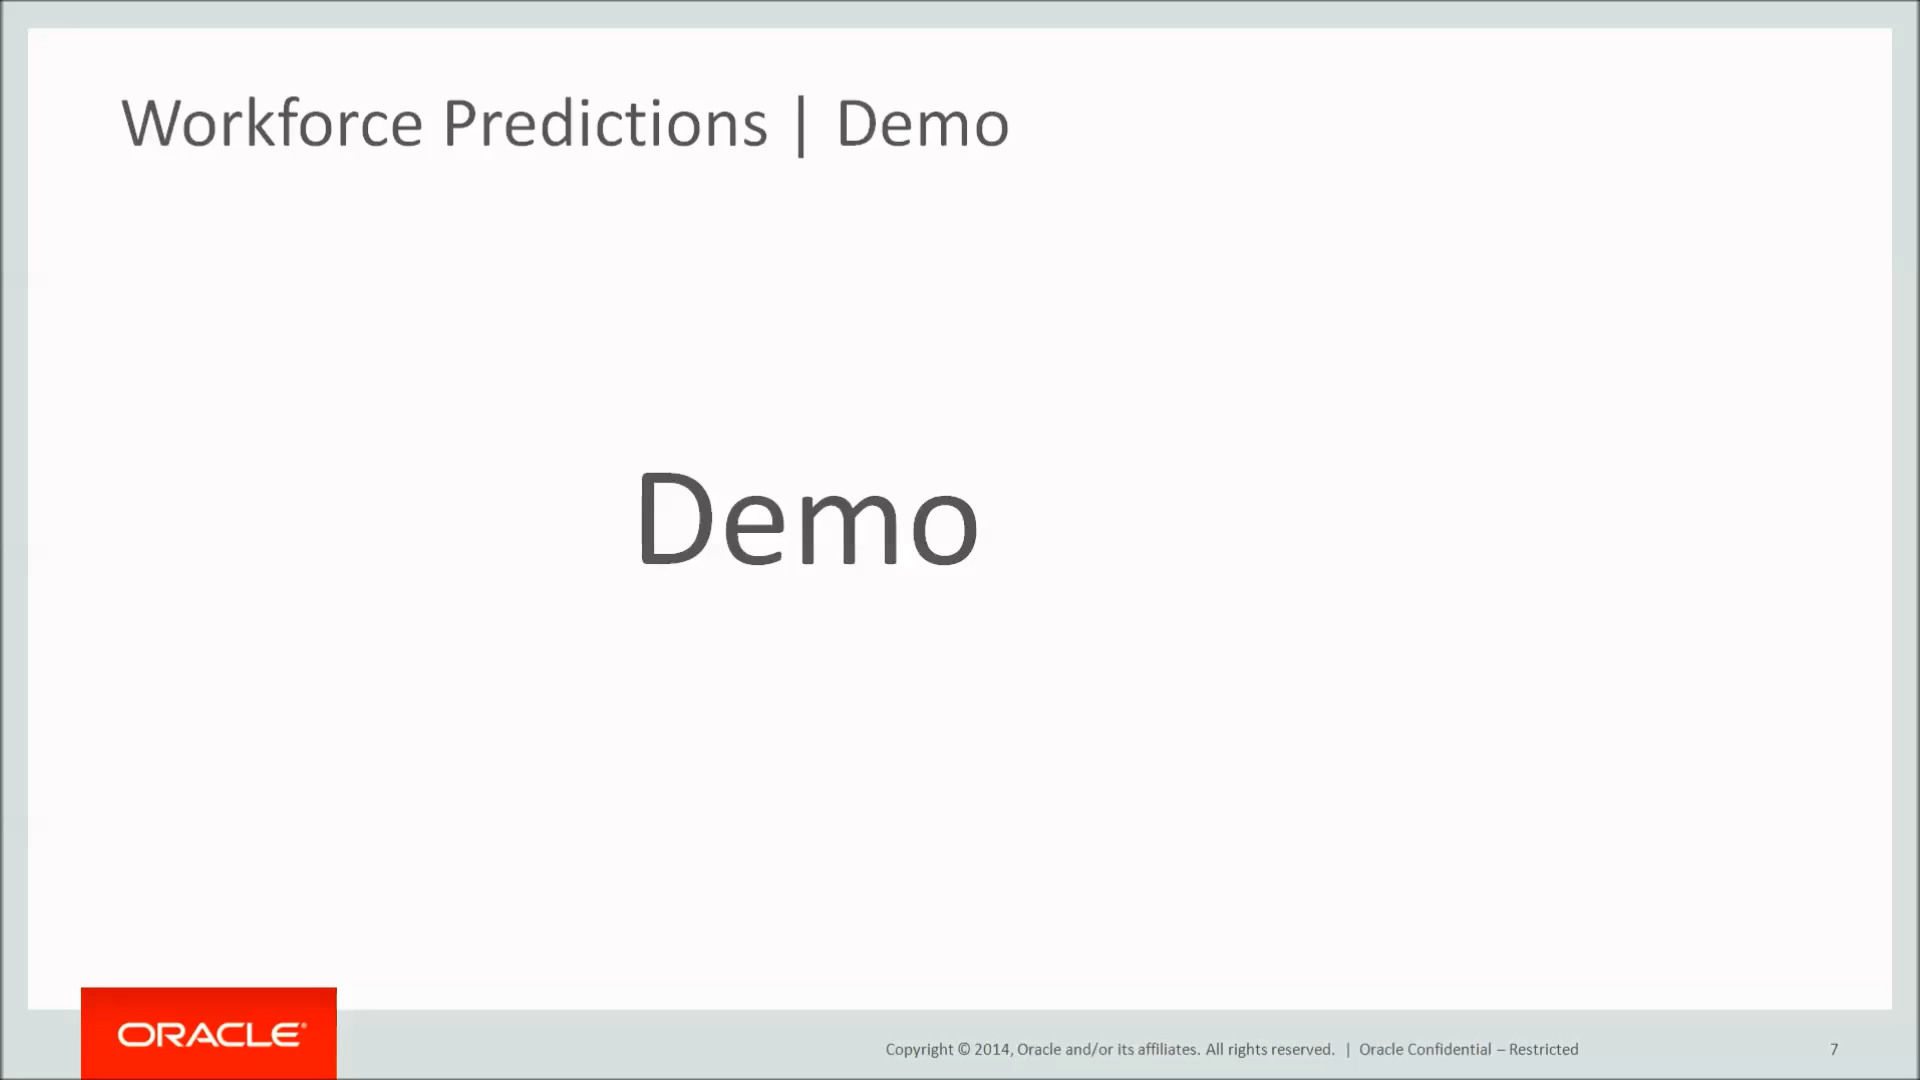 Workforce Predictions | Demo
Demo
ORACLE®
Copyright © 2014, Oracle and/or its affiliates. All rights reserved. | Oracle Confidential – Restricted
7